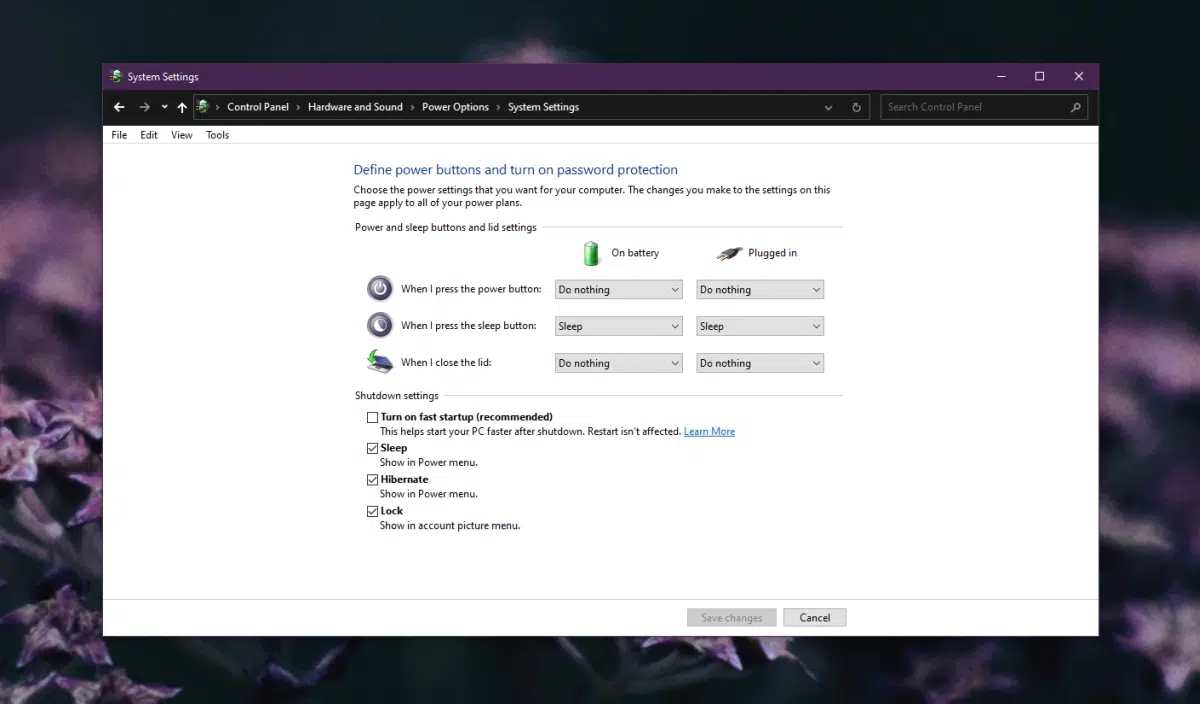 System Settings
Control Panel > Hardware and Sound > Power Options > System Settings
Search Control Panel
File Edit View Tools
Define power buttons and turn on password protection
Choose the power settings that you want for your computer. The changes you make to the settings on this
page apply to all of your power plans.
Power and sleep buttons and lid settings
On battery Plugged in
When I press the power button: Do nothing Do nothing
When I press the sleep button: Sleep Sleep
When I close the lid: Do nothing Do nothing
Shutdown settings
Turn on fast startup (recommended)
This helps start your PC faster after shutdown. Restart isn't affected. Learn More
Sleep
Show in Power menu.
Hibernate
Show in Power menu.
Lock
Show in account picture menu.
Save changes Cancel